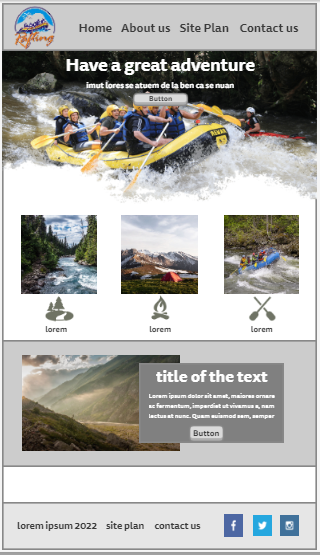 Rafting
Home About us Site Plan Contact us
Have a great adventure
imut lores se atuem de la ben ca se nuan
Button
lorem lorem lorem
title of the text
Lorem ipsum dolor sit amet, maiores ornare
ac fermentum, imperdiet ut vivamus a, nam
lectus at nunc. Quam euismod sem, semper
Button
lorem ipsum 2022 site plan contact us